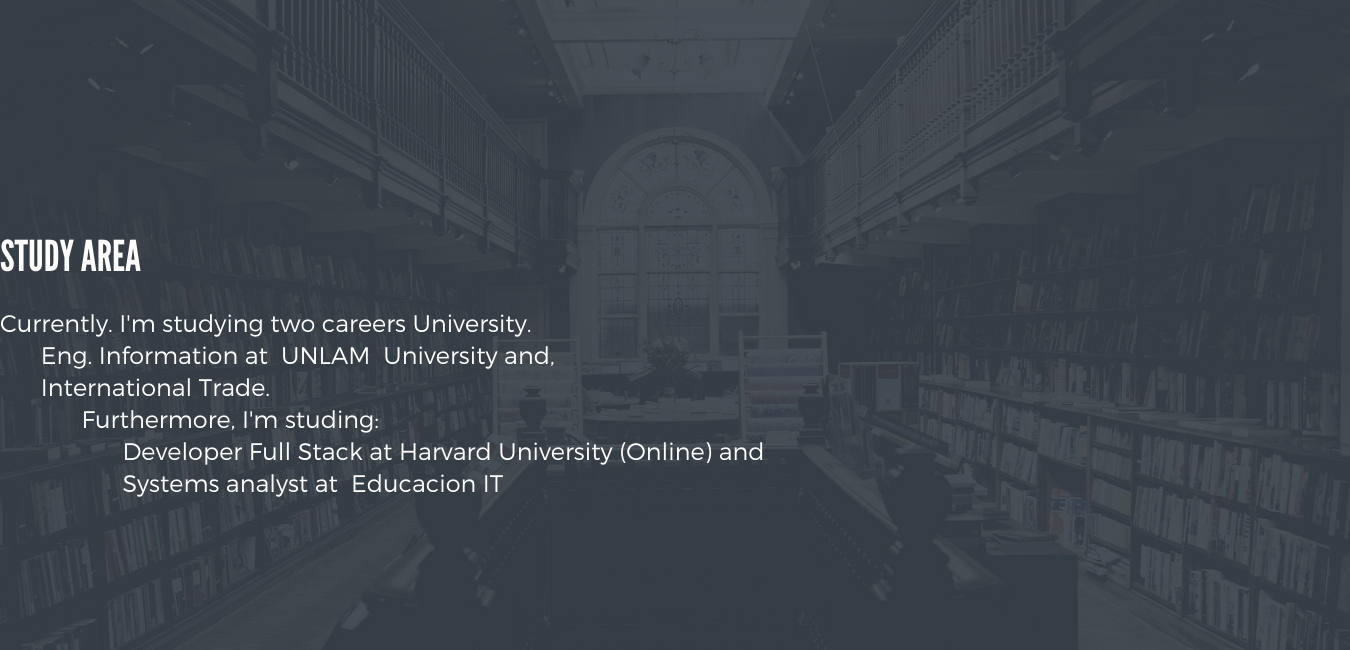 STUDY AREA
Currently. I'm studying two careers University.
Eng. Information at  UNLAM  University and,
International Trade.
Furthermore, I'm studing:
Developer Full Stack at Harvard University (Online) and
Systems analyst at  Educacion IT